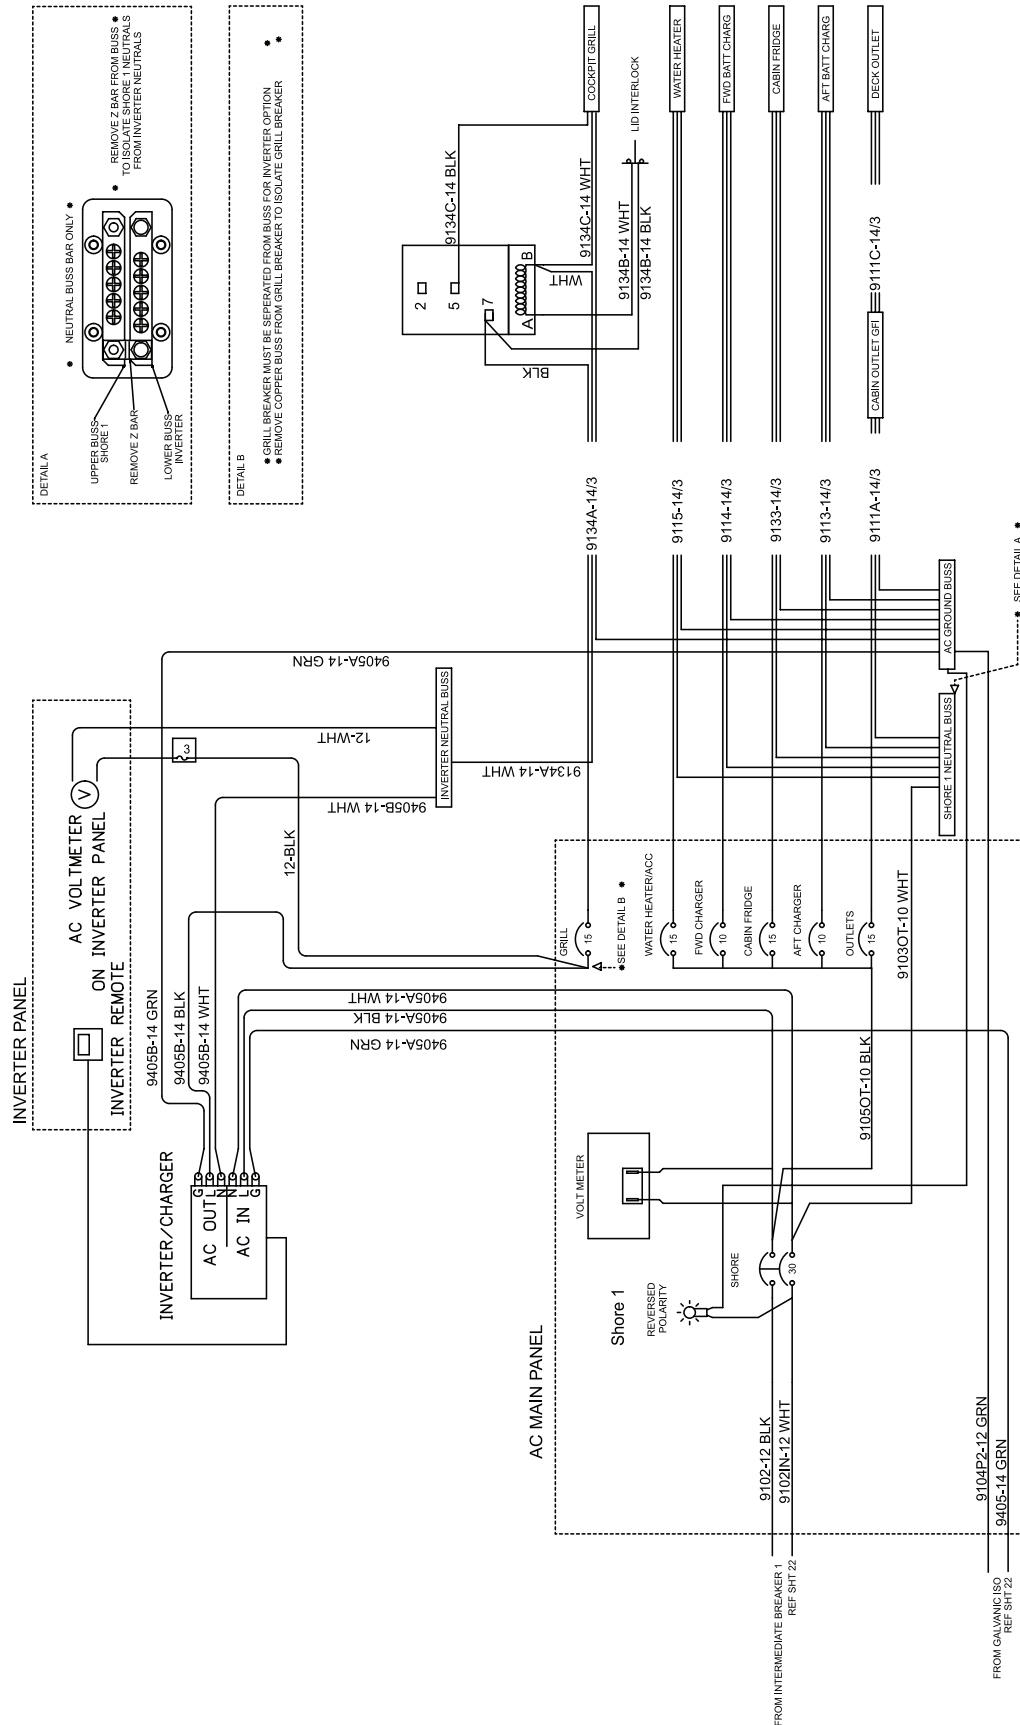 DETAIL A
NEUTRAL BUSS BAR ONLY
REMOVE Z BAR FROM BUSS
TO ISOLATE SHORE 1 NEUTRALS
FROM INVERTER NEUTRALS
UPPER BUSS
SHORE 1
REMOVE Z BAR
LOWER BUSS
INVERTER
DETAIL B
GRILL BREAKER MUST BE SEPERATED FROM BUSS FOR INVERTER OPTION
REMOVE COPPER BUSS FROM GRILL BREAKER TO ISOLATE GRILL BREAKER
INVERTER PANEL
AC VOLTMETER
ON INVERTER PANEL
INVERTER REMOTE
V
3
12-WHT
12-BLK
9405B-14 GRN
9405B-14 BLK
9405B-14 WHT
9405B-14 WHT
INVERTER/CHARGER
AC OUT
AC IN
G
L
N
N
L
G
9405A-14 GRN
9405A-14 WHT
9405A-14 BLK
9405A-14 GRN
INVERTER NEUTRAL BUSS
9134A-14 WHT
2
5
7
A
B
BLK
WHT
9134C-14 BLK
9134C-14 WHT
9134B-14 WHT
9134B-14 BLK
LID INTERLOCK
COCKPIT GRILL
WATER HEATER
FWD BATT CHARG
CABIN FRIDGE
AFT BATT CHARG
DECK OUTLET
9111C-14/3
CABIN OUTLET GFI
9134A-14/3
9115-14/3
9114-14/3
9133-14/3
9113-14/3
9111A-14/3
AC GROUND BUSS
SHORE 1 NEUTRAL BUSS
SEE DETAIL A
AC MAIN PANEL
GRILL
15
SEE DETAIL B
WATER HEATER/ACC
15
FWD CHARGER
10
CABIN FRIDGE
15
AFT CHARGER
10
OUTLETS
15
9103OT-10 WHT
9105OT-10 BLK
VOLT METER
Shore 1
REVERSED
POLARITY
SHORE
30
9102-12 BLK
9102IN-12 WHT
FROM INTERMEDIATE BREAKER 1
REF SHT 22
9104P2-12 GRN
9405-14 GRN
FROM GALVANIC ISO
REF SHT 22